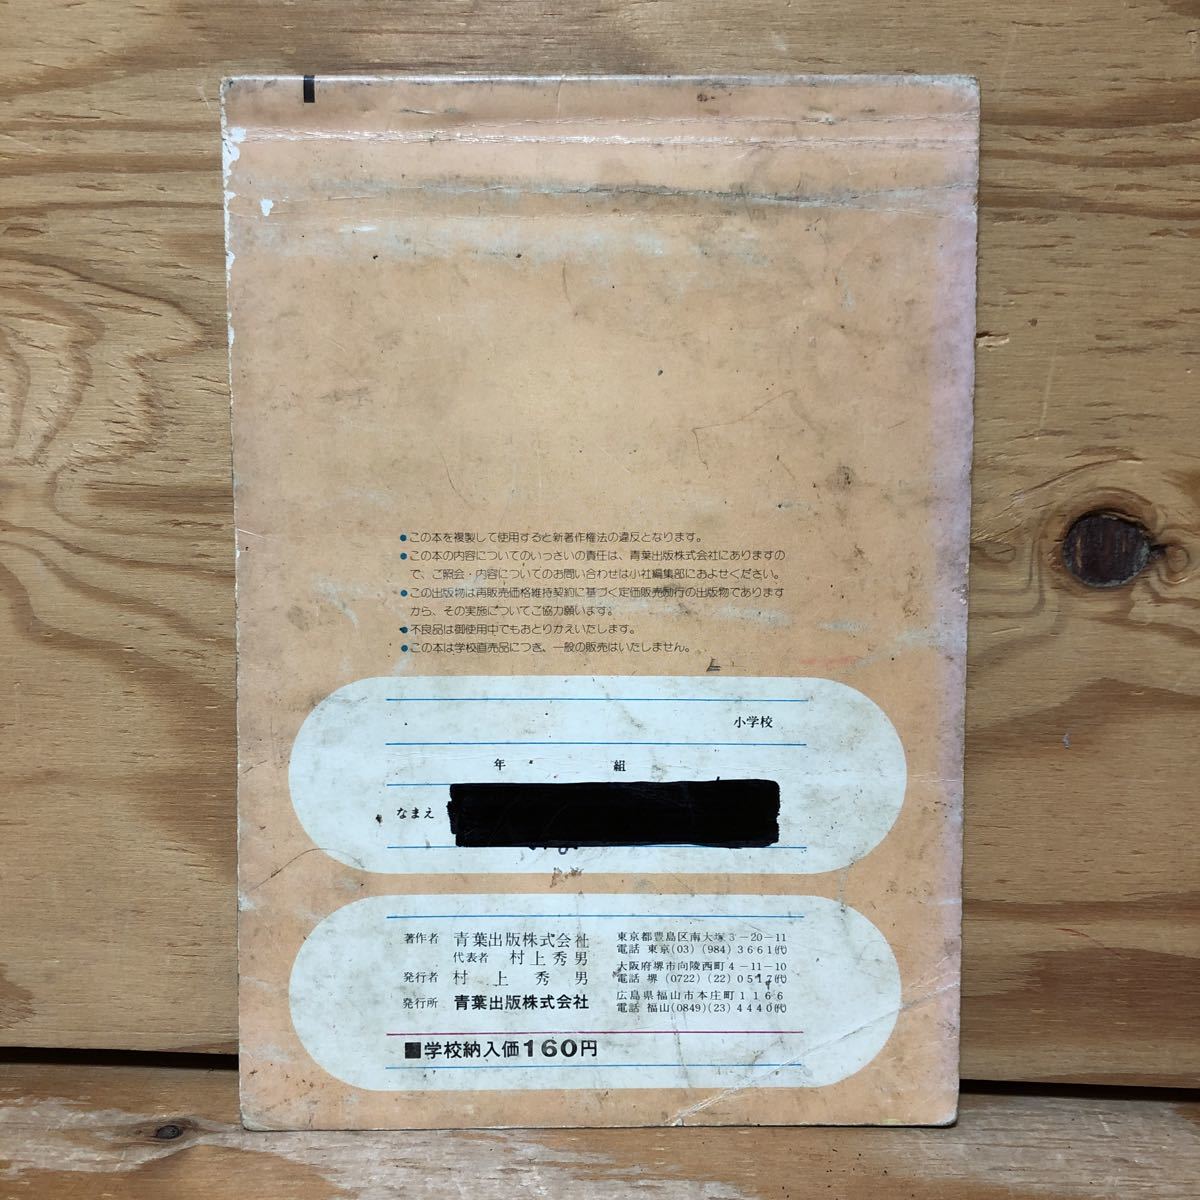 ●この本を複製して使用すると新著作権法の違反となります。
●この本の内容についてのいっさいの責任は、青葉出版株式会社にありますの
で、ご照会・内容についてのお問い合わせは小社編集部におよせください。
●この出版物は再販売価格維持契約に基づく定価販売励行の出版物であります
から、その実施についてご協力願います。
●不良品は御使用中でもおとりかえいたします。
●この本は学校直売品につき、一般の販売はいたしません。
小学校
年 組
なまえ
著作者 青葉出版株式会社
代表者 村上秀男
発行者 村上秀男
発行所 青葉出版株式会社
東京都豊島区南大塚3-20-11
電話 東京(03)(984)3661(代)
大阪府堺市向陵西町4-11-10
電話 堺(0722)(22)0517(代)
広島県福山市本庄町1166
電話 福山(0849)(23)4440(代)
■学校納入価160円